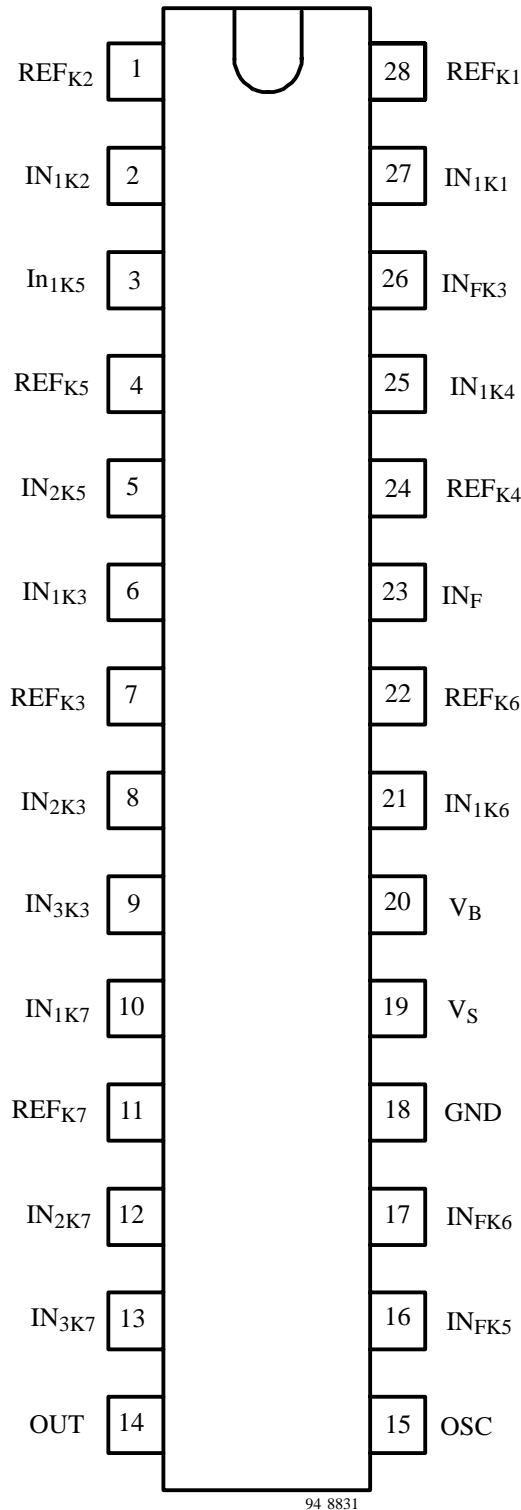 REFK2 1 28 REFK1
IN1K2 2 27 IN1K1
In1K5 3 26 INFK3
REFK5 4 25 IN1K4
IN2K5 5 24 REFK4
IN1K3 6 23 INF
REFK3 7 22 REFK6
IN2K3 8 21 IN1K6
IN3K3 9 20 VB
IN1K7 10 19 VS
REFK7 11 18 GND
IN2K7 12 17 INFK6
IN3K7 13 16 INFK5
OUT 14 15 OSC
94 8831